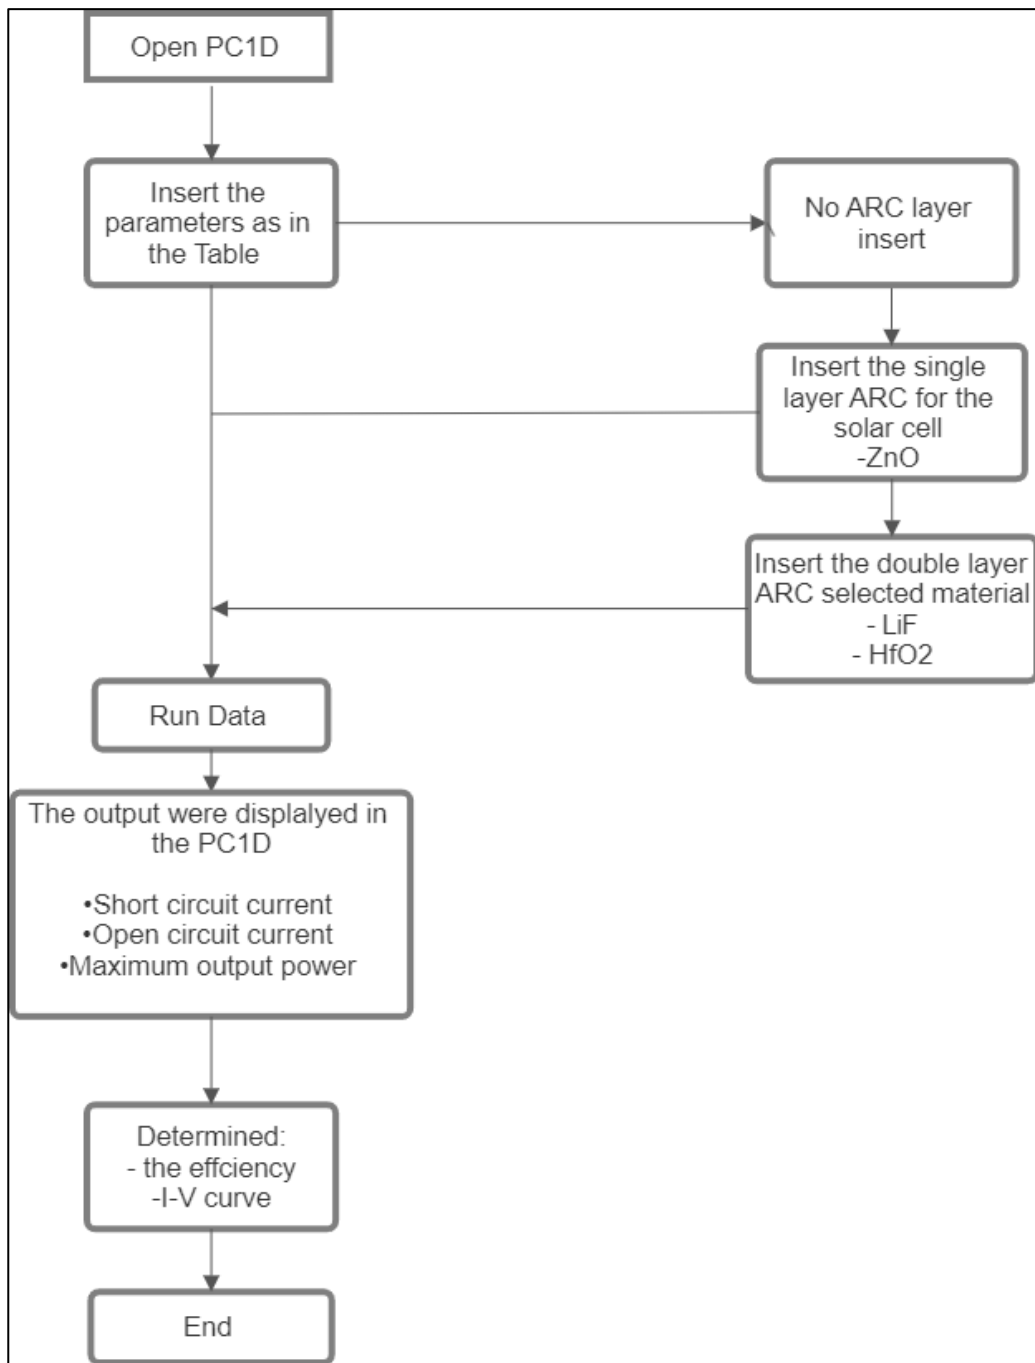 Open PC1D
Insert the
parameters as in
the Table
No ARC layer
insert
Insert the single
layer ARC for the
solar cell
-ZnO
Insert the double layer
ARC selected material
- LiF
- HfO2
Run Data
The output were displalyed in
the PC1D
•Short circuit current
•Open circuit current
•Maximum output power
Determined:
- the effciency
-I-V curve
End